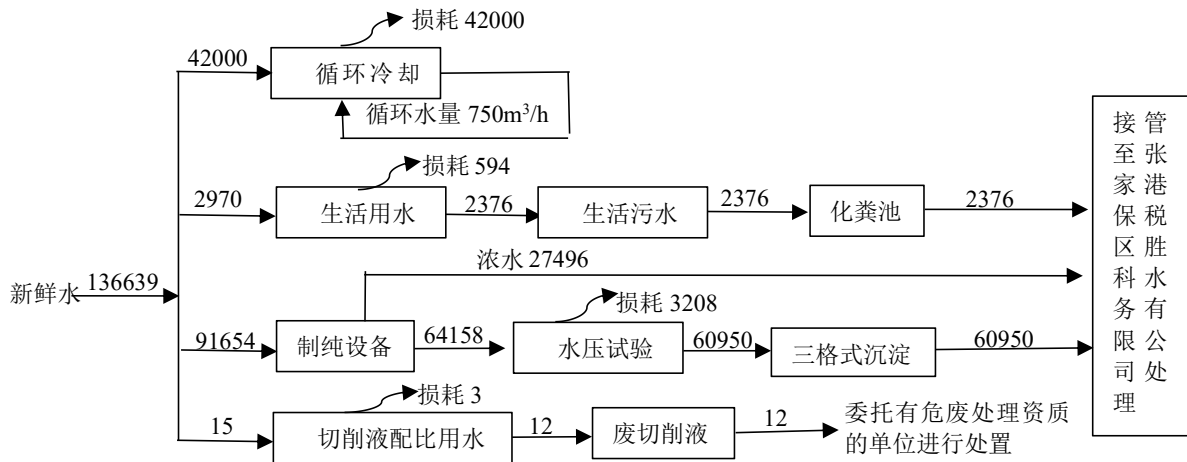 损耗 42000
42000
循环冷却
循环水量 750m³/h
损耗 594
2970
生活用水
2376
生活污水
2376
化粪池
2376
浓水 27496
新鲜水
136639
损耗 3208
91654
制纯设备
64158
水压试验
60950
三格式沉淀
60950
损耗 3
15
切削液配比用水
12
废切削液
12
委托有危废处理资质
的单位进行处置
接管
至张
家港
保税
区胜
科水
务有
限公
司处
理